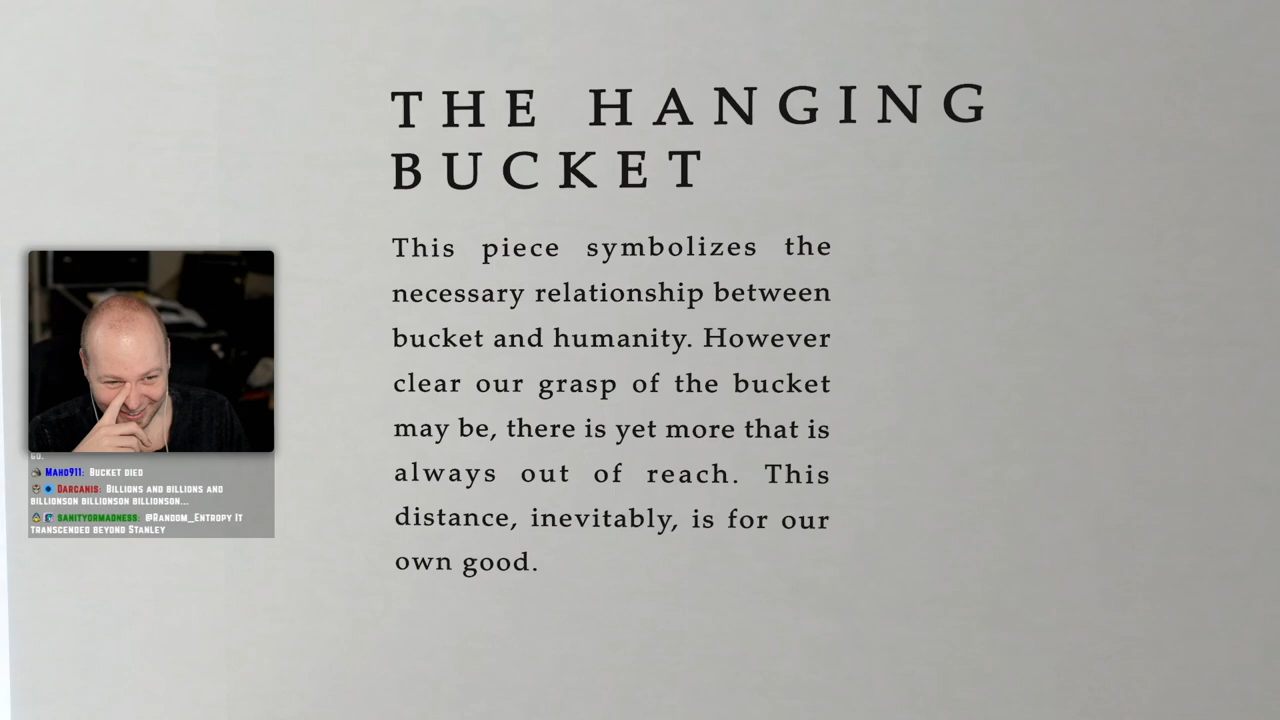 THE HANGING
BUCKET
This piece symbolizes the
necessary relationship between
bucket and humanity. However
clear our grasp of the bucket
may be, there is yet more that is
always out of reach. This
distance, inevitably, is for our
own good.
GO.
MAHO911: BUCKET DIED
DARCANIS: BILLIONS AND BILLIONS AND
BILLIONSON BILLIONSON BILLIONSON...
SANITYORMADNESS: @RANDOM_ENTROPY IT
TRANSCENDED BEYOND STANLEY